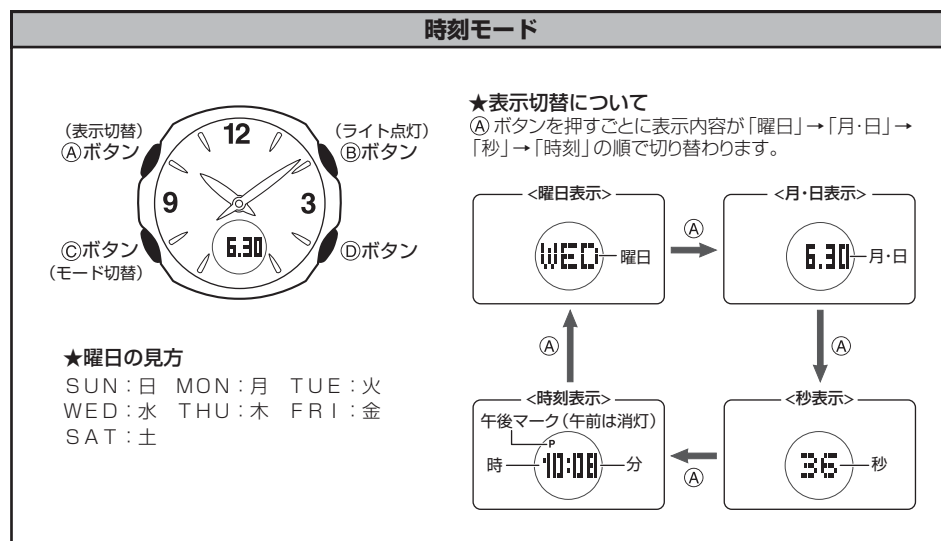 時刻モード
(表示切替)
Ⓐボタン
(ライト点灯)
Ⓑボタン
12
9
3
6.30
Ⓒボタン
(モード切替)
Ⓓボタン
★曜日の見方
SUN：日　MON：月　TUE：火
WED：水　THU：木　FRI：金
SAT：土
★表示切替について
Ⓐボタンを押すごとに表示内容が「曜日」→「月・日」→
「秒」→「時刻」の順で切り替わります。
<曜日表示>
WED
曜日
Ⓐ
<月・日表示>
6.30
月・日
Ⓐ
Ⓐ
<時刻表示>
午後マーク(午前は消灯)
P
時
10:08
分
Ⓐ
<秒表示>
36
秒